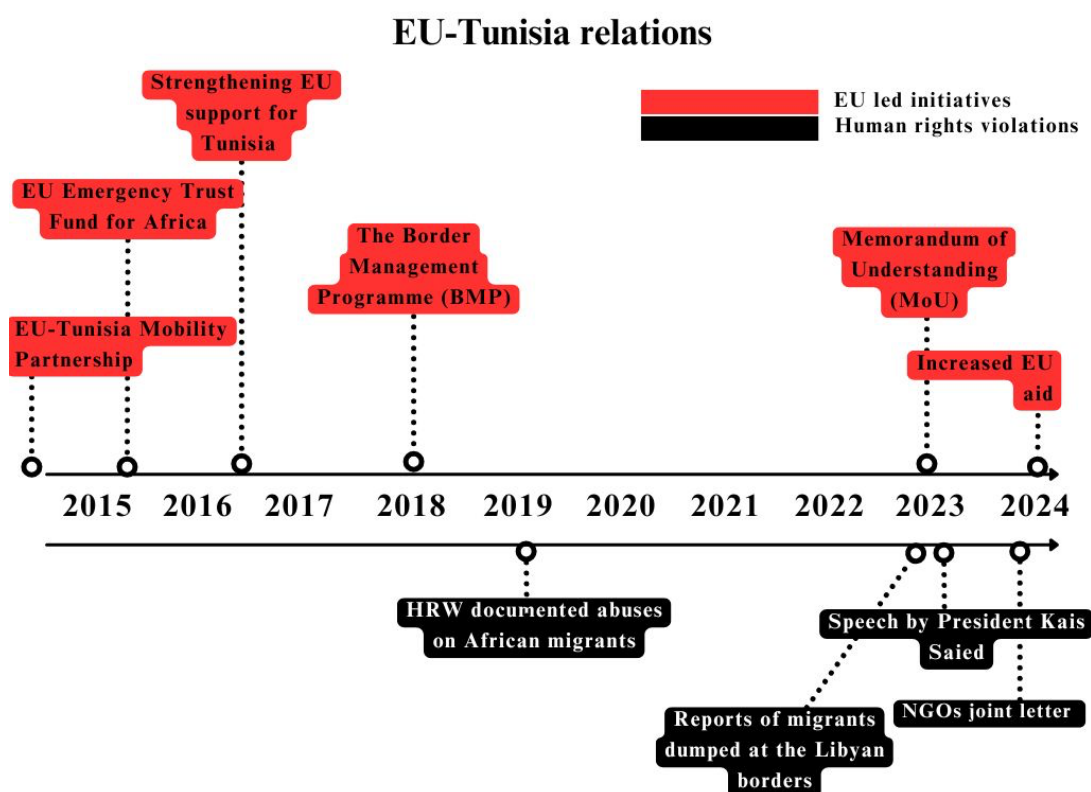 EU-Tunisia relations
Strengthening EU
support for
Tunisia
EU led initiatives
Human rights violations
EU Emergency Trust
Fund for Africa
The Border
Management
Programme (BMP)
Memorandum of
Understanding
(MoU)
EU-Tunisia Mobility
Partnership
Increased EU
aid
2015 2016 2017 2018 2019 2020 2021 2022 2023 2024
HRW documented abuses
on African migrants
Speech by President Kais
Saied
Reports of migrants
dumped at the Libyan
borders
NGOs joint letter